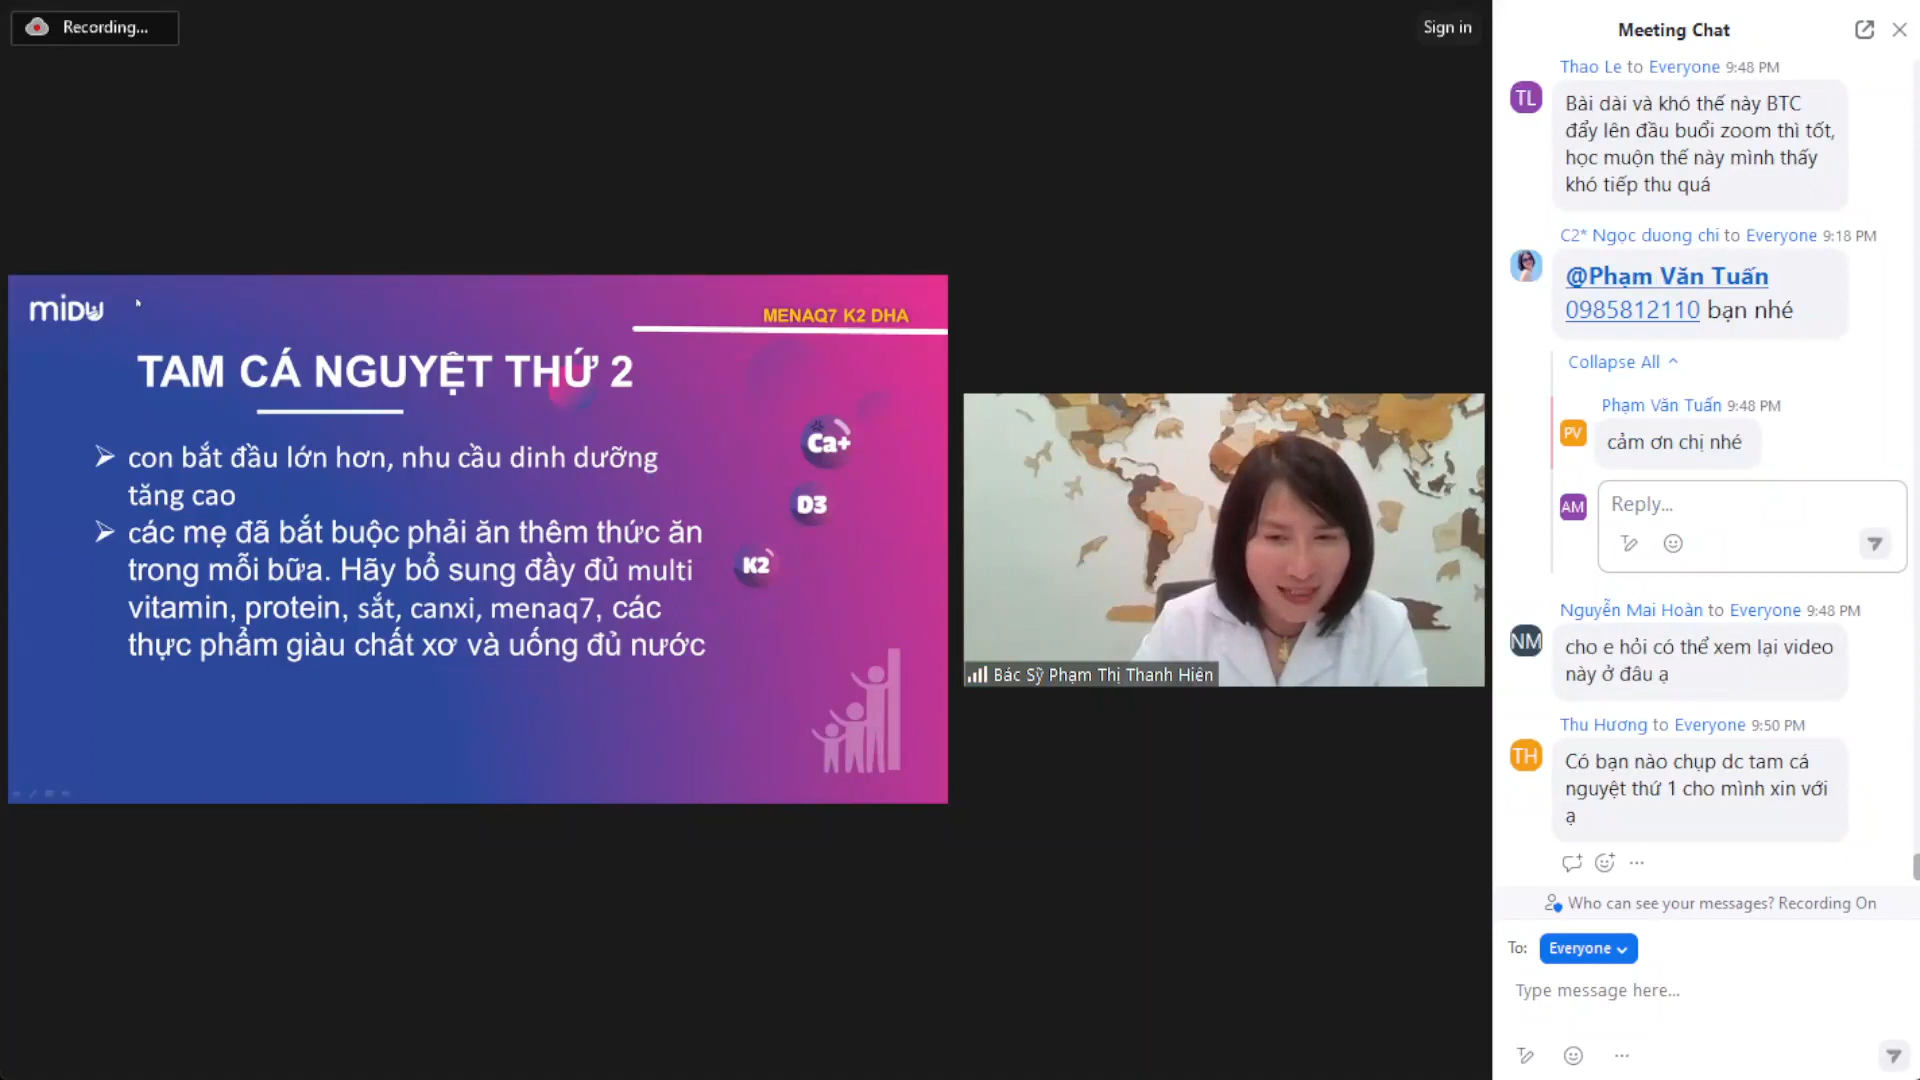 Recording...
Sign in
miDU
MENAQ7 K2 DHA
TAM CÁ NGUYỆT THỨ 2
con bắt đầu lớn hơn, nhu cầu dinh dưỡng
tăng cao
các mẹ đã bắt buộc phải ăn thêm thức ăn
trong mỗi bữa. Hãy bổ sung đầy đủ multi
vitamin, protein, sắt, canxi, menaq7, các
thực phẩm giàu chất xơ và uống đủ nước
Ca+
D3
K2
Bác Sỹ Phạm Thị Thanh Hiên
Meeting Chat
Thao Le to Everyone 9:48 PM
TL
Bài dài và khó thế này BTC
đẩy lên đầu buổi zoom thì tốt,
học muộn thế này mình thấy
khó tiếp thu quá
C2* Ngọc duong chi to Everyone 9:18 PM
@Phạm Văn Tuấn
0985812110 bạn nhé
Collapse All
Phạm Văn Tuấn 9:48 PM
PV
cảm ơn chị nhé
AM
Reply...
Nguyễn Mai Hoàn to Everyone 9:48 PM
NM
cho e hỏi có thể xem lại video
này ở đâu ạ
Thu Hương to Everyone 9:50 PM
TH
Có bạn nào chụp dc tam cá
nguyệt thứ 1 cho mình xin với
ạ
Who can see your messages? Recording On
To: Everyone
Type message here...